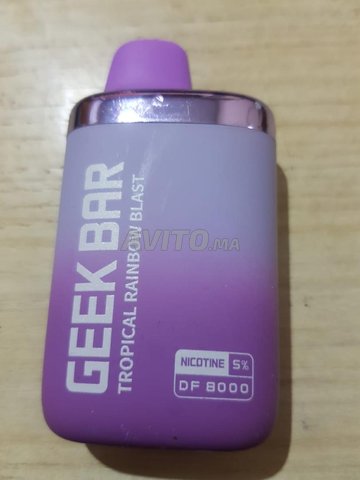 GEEK BAR
TROPICAL RAINBOW BLAST
AVITO.MA
NICOTINE 5%
DF 8000